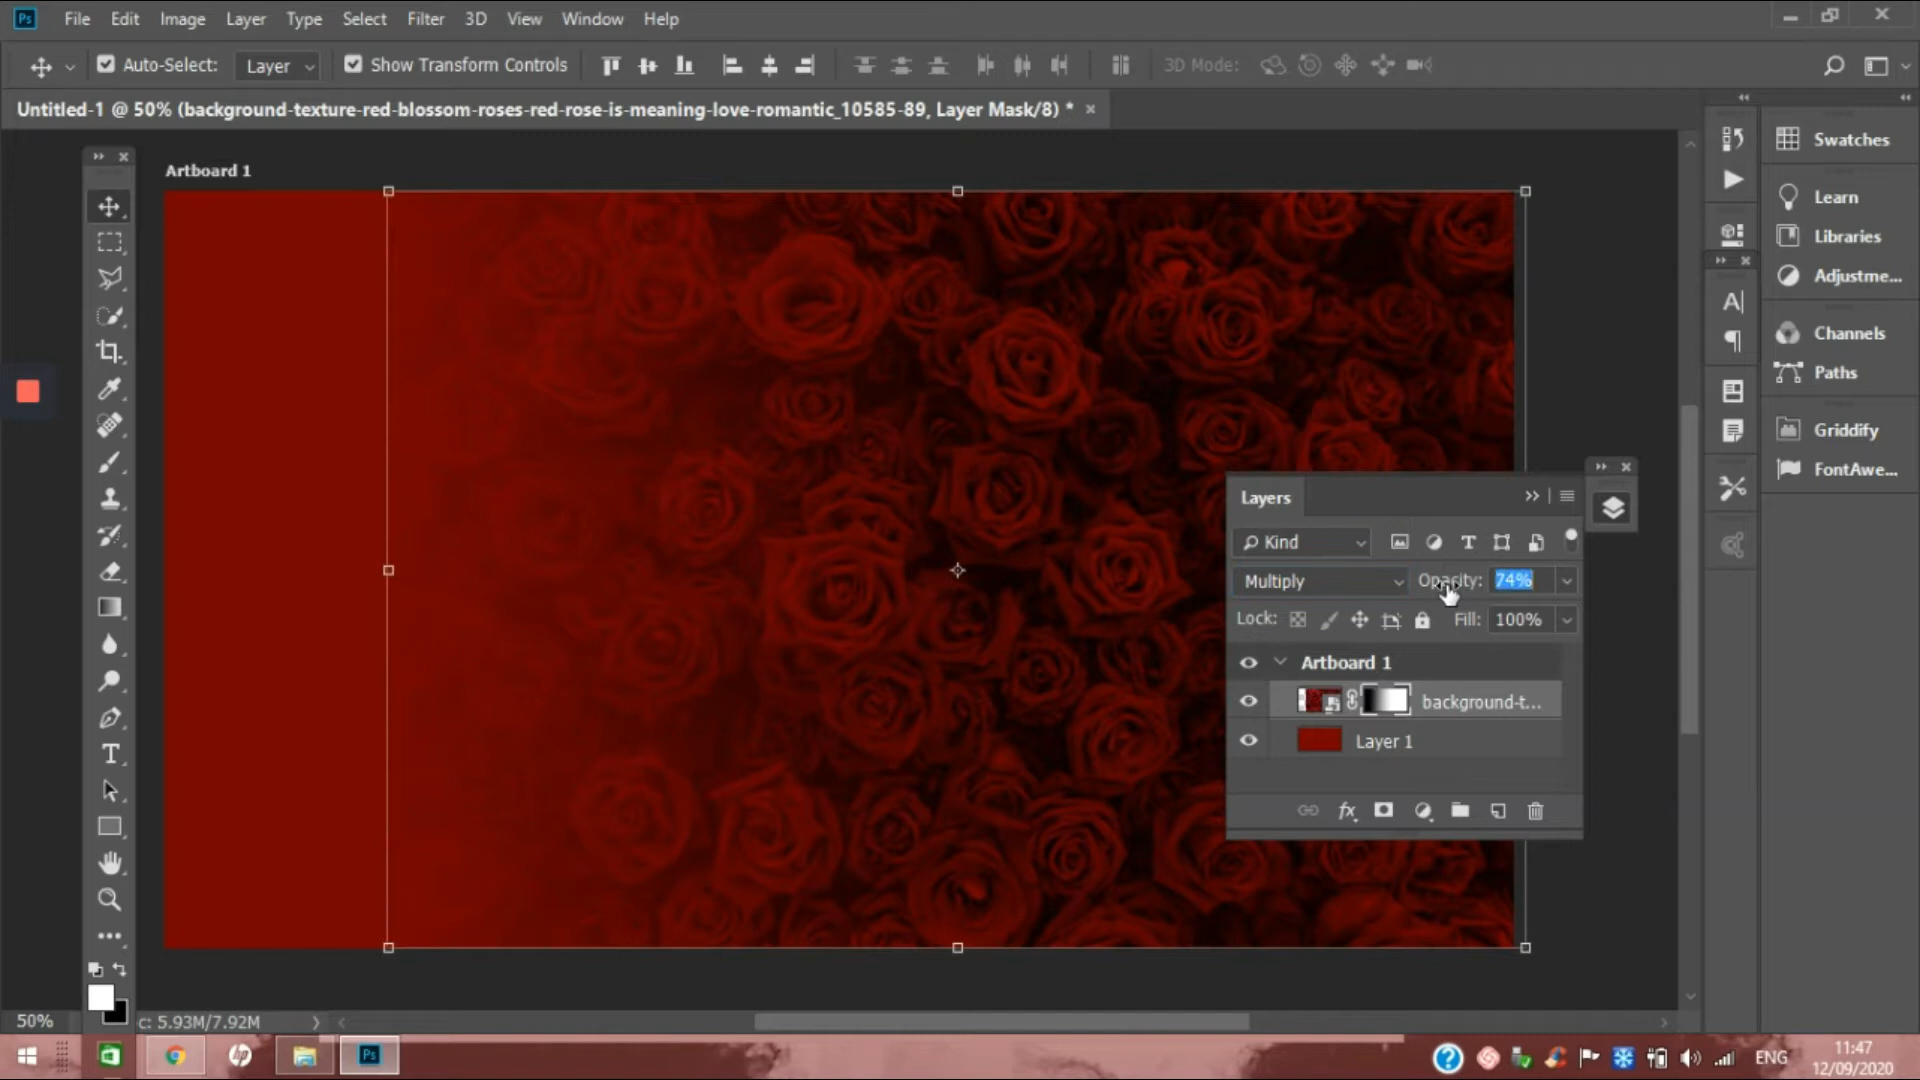 Ps File Edit Image Layer Type Select Filter 3D View Window Help
Auto-Select: Layer Show Transform Controls 3D Mode:
Untitled-1 @ 50% (background-texture-red-blossom-roses-red-rose-is-meaning-love-romantic_10585-89, Layer Mask/8) *
Artboard 1
Swatches
Learn
Libraries
Adjustme...
Channels
Paths
Griddify
FontAwe...
Layers
Kind
Multiply Opacity: 74%
Lock: Fill: 100%
Artboard 1
background-t...
Layer 1
50% c: 5.93M/7.92M
hp Ps ENG 11:47
12/09/2020